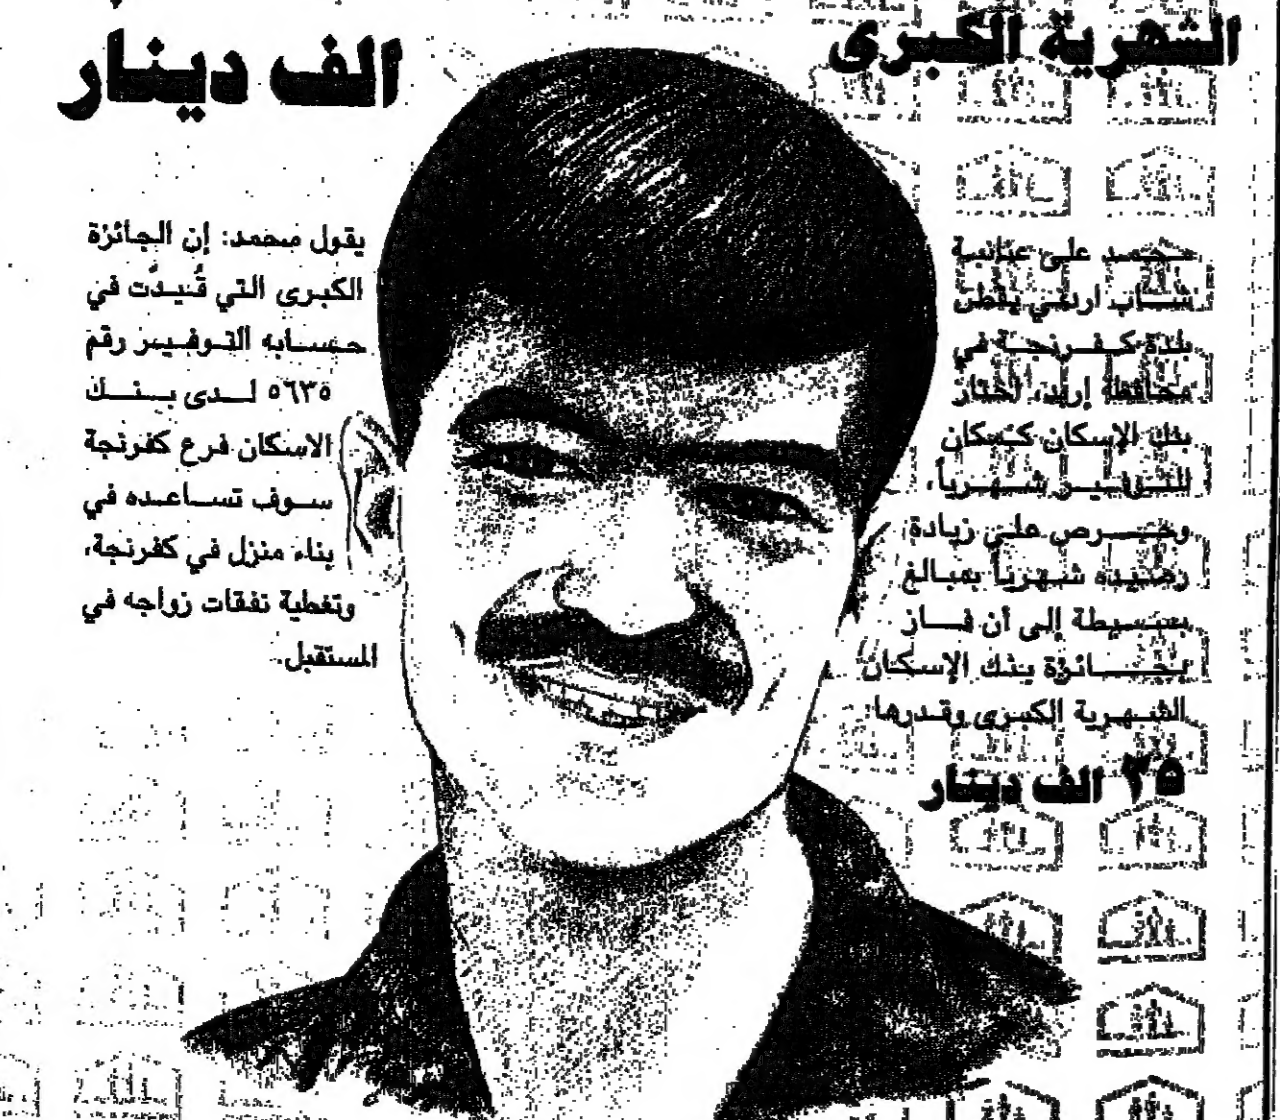 الشهرية الكبرى
الف دينار
محمد علي عنانبة
شاب اردني يقطن
بلدة كفرنجة في
محافظة إربد، اختار
بنك الإسكان كمكان
للتوفير شهرياً،
وحرص على زيادة
رصيده شهرياً بمبالغ
بسيطة إلى أن فاز
بجائزة بنك الإسكان
الشهرية الكبرى وقدرها
٣٥ الف دينار
يقول محمد: إن الجائزة
الكبرى التي قُيدّت في
حسابه التوفير رقم
٥٦٣٥ لدى بنك
الاسكان فرع كفرنجة
سوف تساعده في
بناء منزل في كفرنجة،
وتغطية نفقات زواجه في
المستقبل.